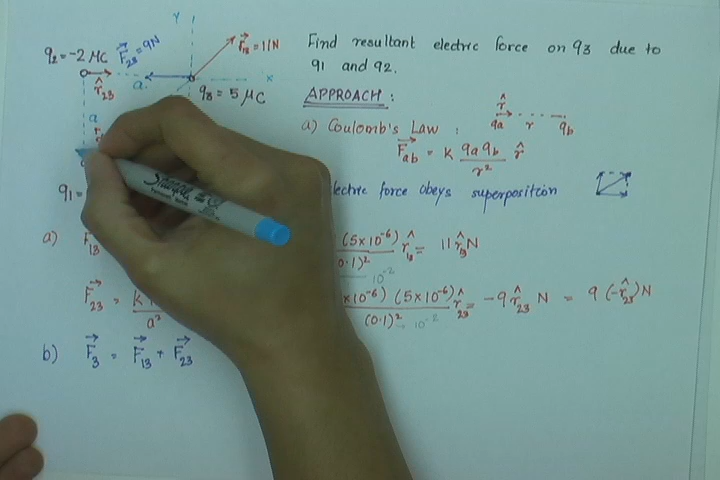 Y
q2 = -2 μC F23 = 9N
F13 = 11N
Find resultant electric force on q3 due to
q1 and q2.
r̂23
a
x
q3 = 5 μC
APPROACH :
a
r̂
a) Coulomb's Law :
qa r qb
Fab = K qa qb / r² r̂
q1 =
electric force obeys superposition
Sharpie
a) F13 (5×10⁻⁶) / (0.1)² r̂13 = 11 r̂13 N
10⁻²
F23 = K / a² ×10⁻⁶) (5×10⁻⁶) / (0.1)² r̂23 = -9 r̂23 N = 9 (-r̂23) N
10⁻²
b) F3 = F13 + F23